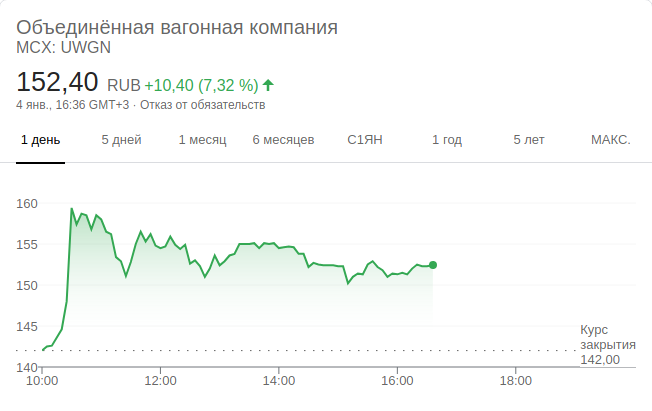 Объединённая вагонная компания
MCX: UWGN
152,40 RUB +10,40 (7,32 %)
4 янв., 16:36 GMT+3 · Отказ от обязательств
1 день 5 дней 1 месяц 6 месяцев С1ЯН 1 год 5 лет МАКС.
160
155
150
145
140
Курс
закрытия
142,00
10:00 12:00 14:00 16:00 18:00